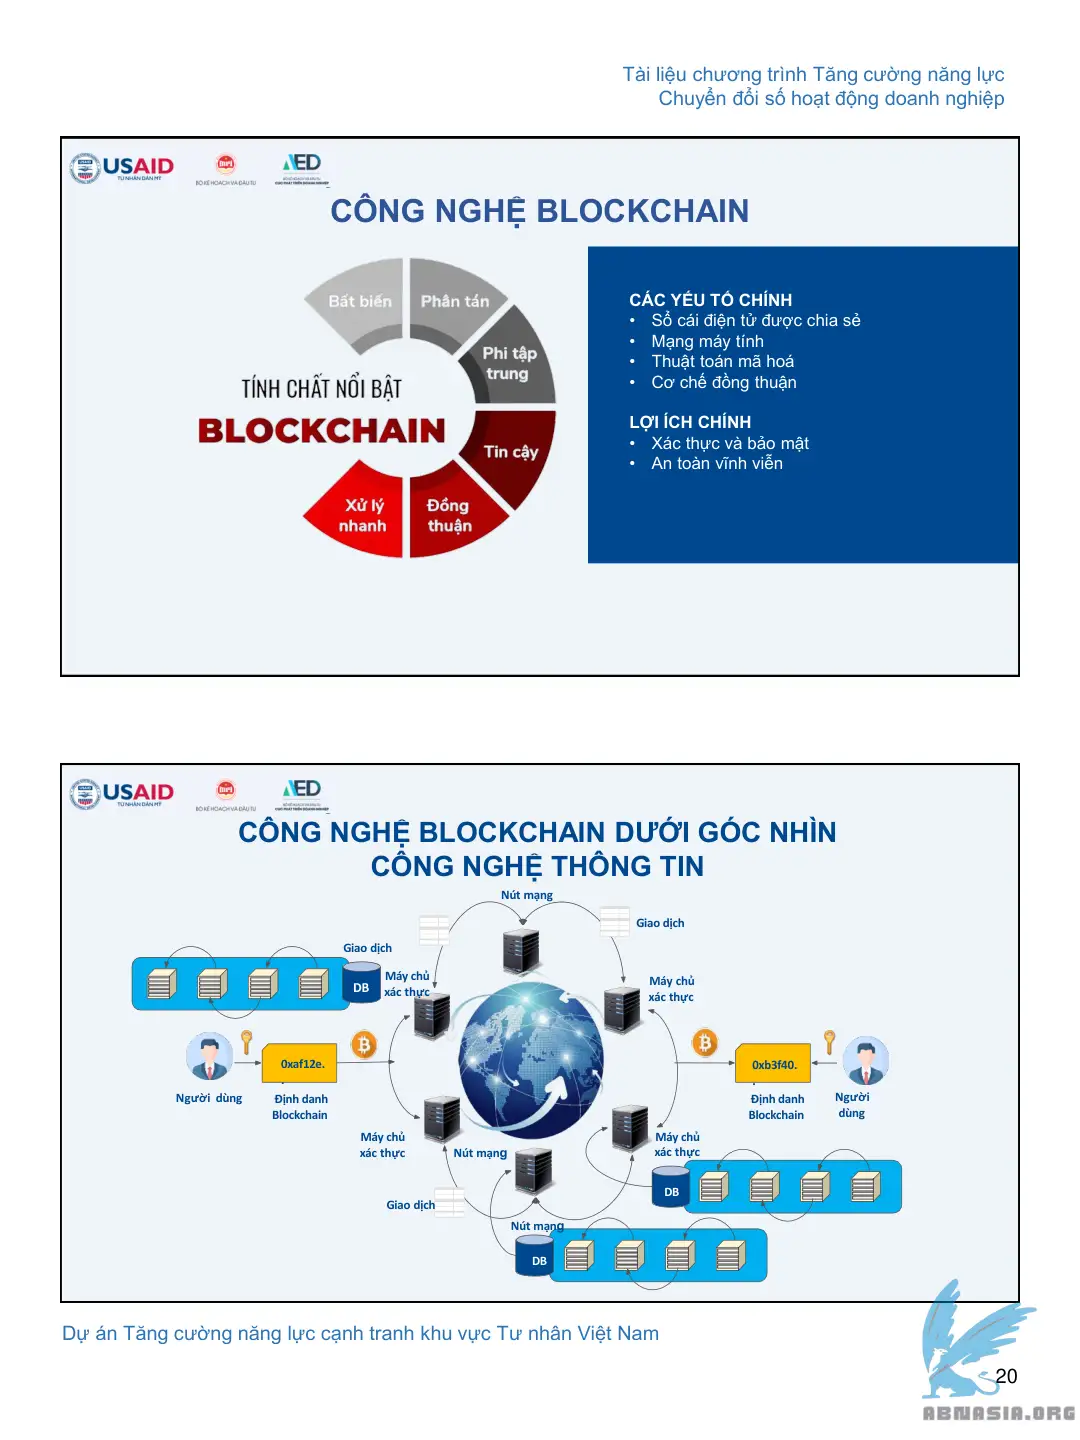 Tài liệu chương trình Tăng cường năng lực
Chuyển đổi số hoạt động doanh nghiệp
USAID
TỪ NHÂN DÂN MỸ
BỘ KẾ HOẠCH VÀ ĐẦU TƯ
AED
CÔNG NGHỆ BLOCKCHAIN
Bất biến
Phân tán
Phi tập
trung
TÍNH CHẤT NỔI BẬT
BLOCKCHAIN
Tin cậy
Xử lý
nhanh
Đồng
thuận
CÁC YẾU TỐ CHÍNH
• Sổ cái điện tử được chia sẻ
• Mạng máy tính
• Thuật toán mã hoá
• Cơ chế đồng thuận
LỢI ÍCH CHÍNH
• Xác thực và bảo mật
• An toàn vĩnh viễn
USAID
TỪ NHÂN DÂN MỸ
BỘ KẾ HOẠCH VÀ ĐẦU TƯ
AED
CÔNG NGHỆ BLOCKCHAIN DƯỚI GÓC NHÌN
CÔNG NGHỆ THÔNG TIN
Nút mạng
Giao dịch
Giao dịch
Máy chủ
xác thực
DB
Máy chủ
xác thực
0xaf12e.
0xb3f40.
Người dùng
Định danh
Blockchain
Định danh
Blockchain
Người
dùng
Máy chủ
xác thực
Nút mạng
Máy chủ
xác thực
DB
Giao dịch
Nút mạng
DB
Dự án Tăng cường năng lực cạnh tranh khu vực Tư nhân Việt Nam
20
ABNASIA.ORG